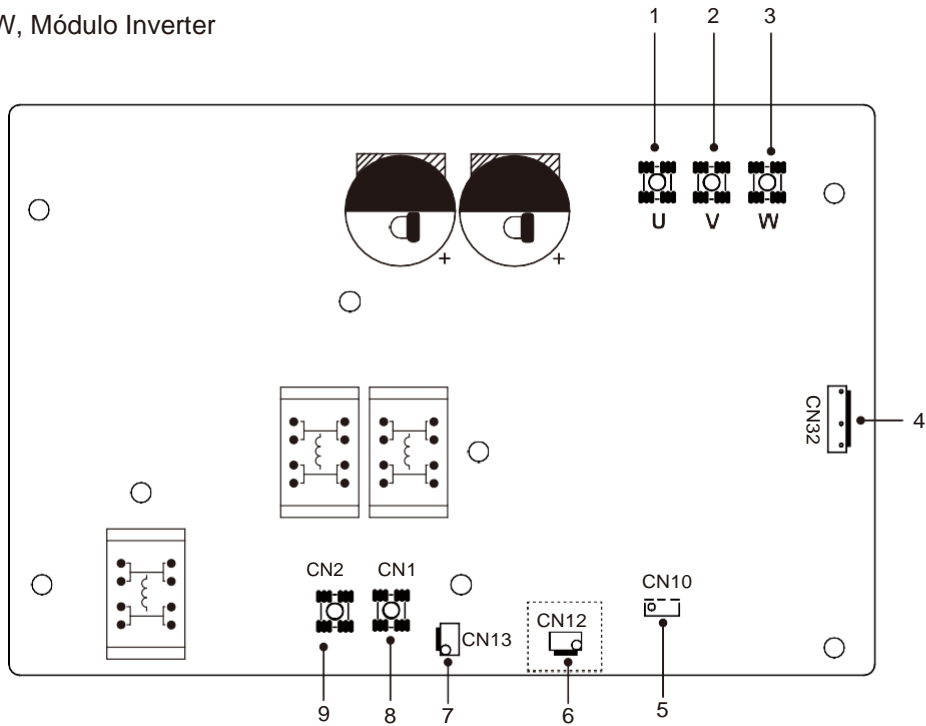 W, Módulo Inverter
1 2 3
U V W
+ +
CN32
4
CN2 CN1
CN10
CN12
CN13
9 8 7 6 5